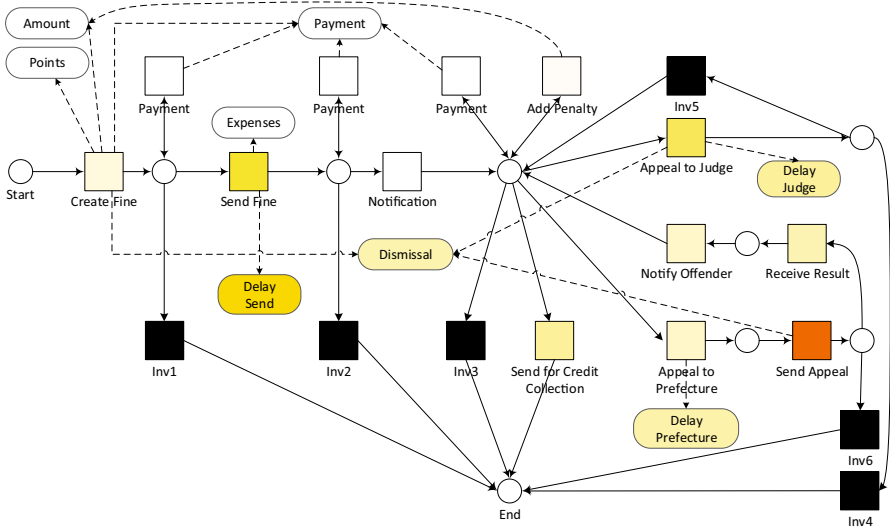 Amount
Payment
Points
Payment
Payment
Payment
Add Penalty
Inv5
Expenses
Start
Create Fine
Send Fine
Notification
Appeal to Judge
Delay
Judge
Dismissal
Notify Offender
Receive Result
Delay
Send
Inv1
Inv2
Inv3
Send for Credit
Collection
Appeal to
Prefecture
Send Appeal
Delay
Prefecture
Inv6
End
Inv4